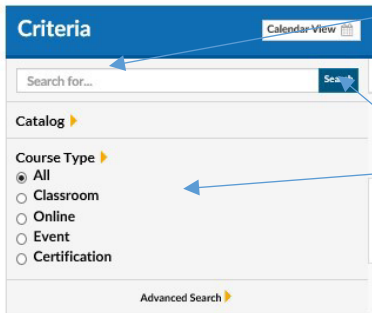 Criteria
Calendar View
Search for...
Search
Catalog
Course Type
All
Classroom
Online
Event
Certification
Advanced Search